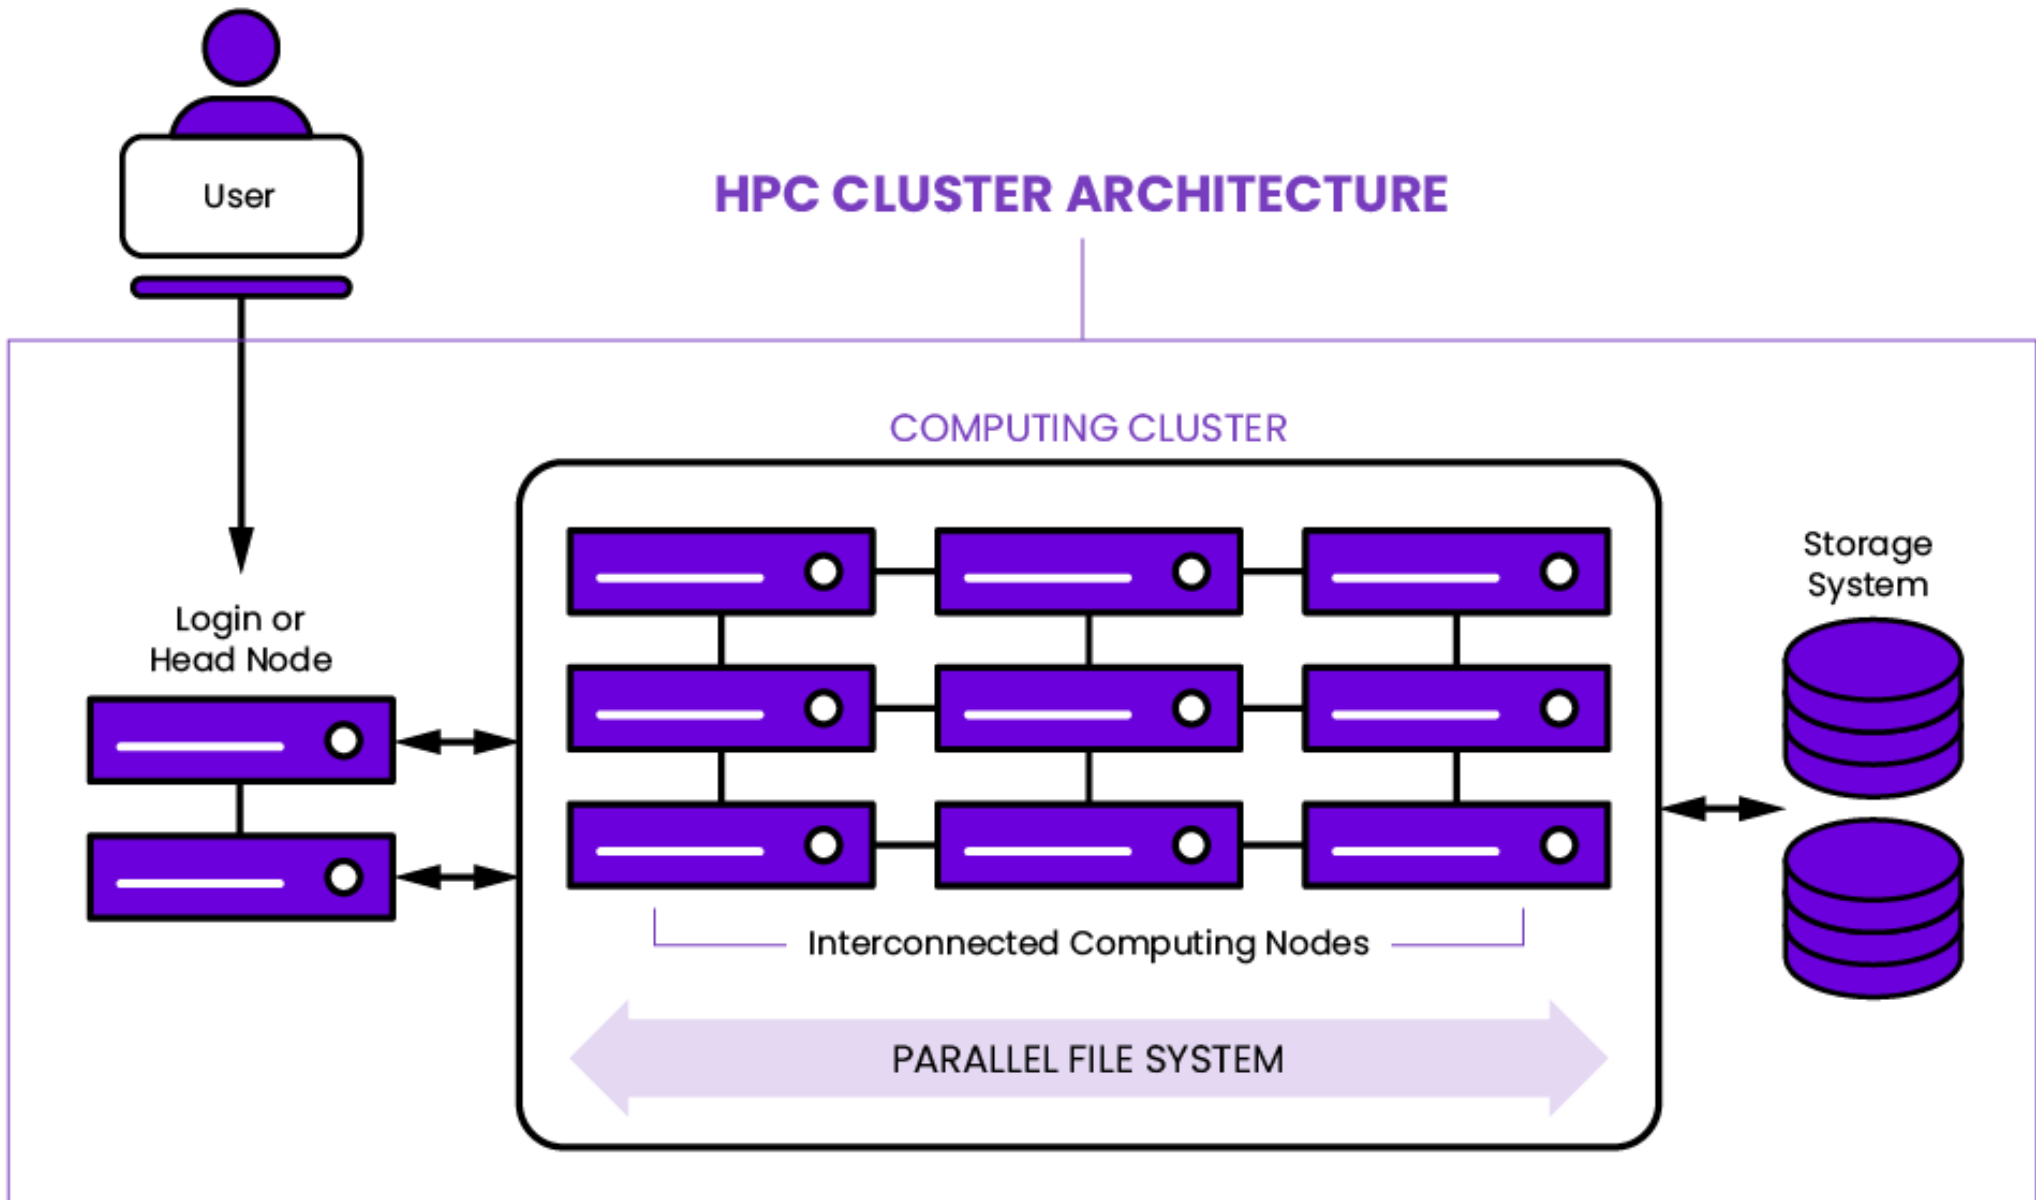 User
HPC CLUSTER ARCHITECTURE
COMPUTING CLUSTER
Login or
Head Node
Storage
System
Interconnected Computing Nodes
PARALLEL FILE SYSTEM